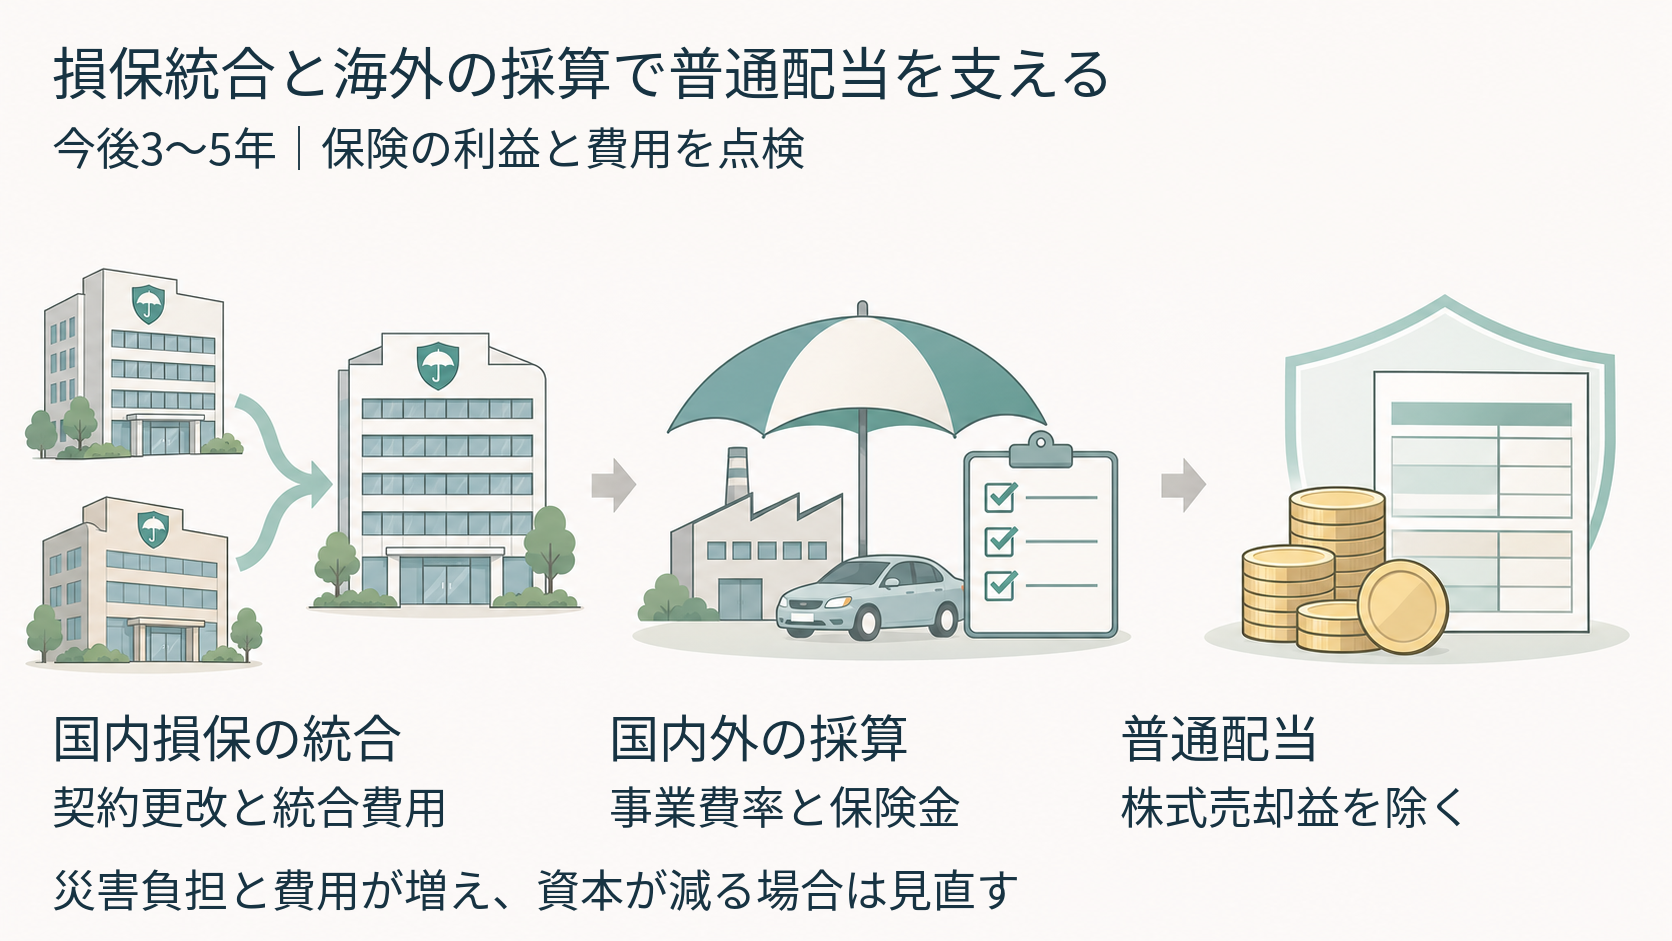 損保統合と海外の採算で普通配当を支える
今後3〜5年｜保険の利益と費用を点検
国内損保の統合
契約更改と統合費用
国内外の採算
事業費率と保険金
普通配当
株式売却益を除く
災害負担と費用が増え、資本が減る場合は見直す